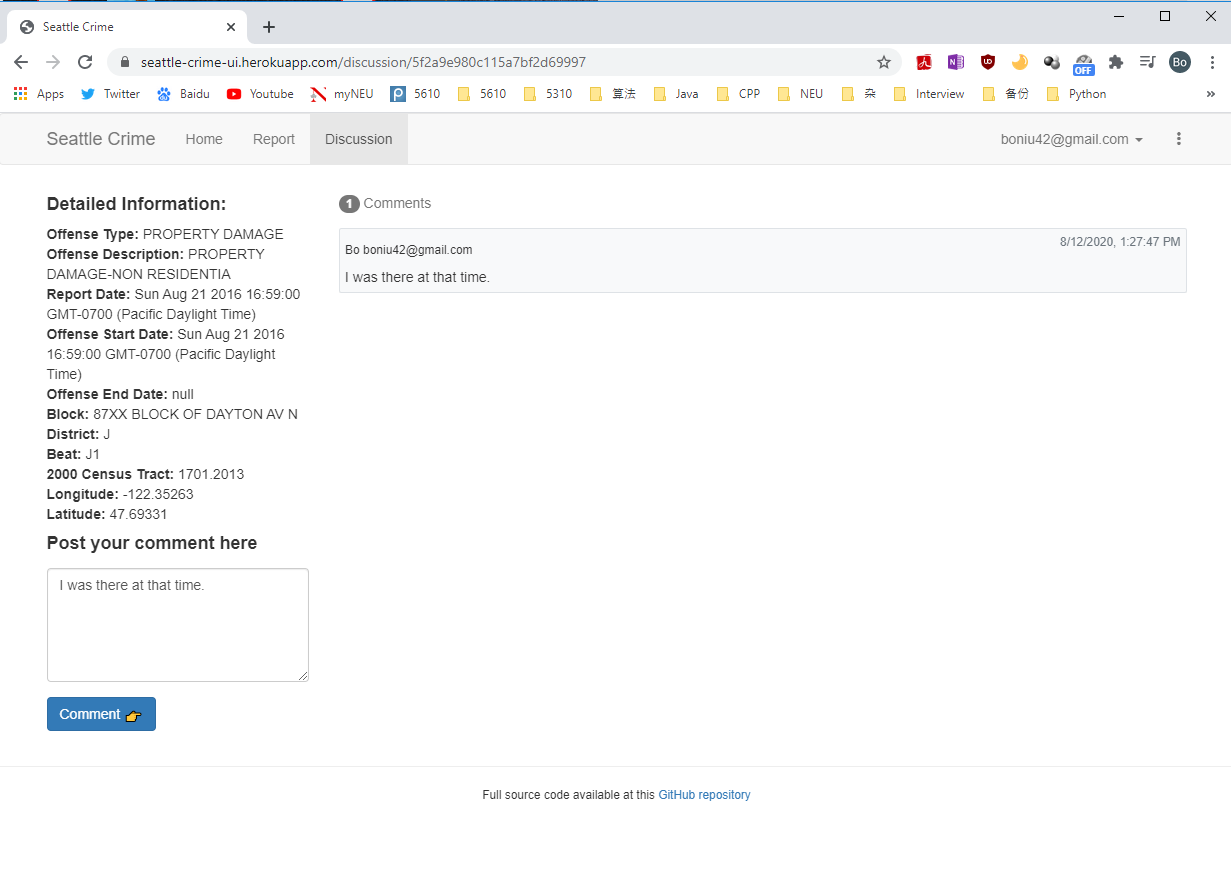 Seattle Crime
seattle-crime-ui.herokuapp.com/discussion/5f2a9e980c115a7bf2d69997
OFF
Bo
Apps Twitter Baidu Youtube myNEU 5610 5610 5310 算法 Java CPP NEU 杂 Interview 备份 Python »
Seattle Crime Home Report Discussion boniu42@gmail.com
Detailed Information:
Offense Type: PROPERTY DAMAGE
Offense Description: PROPERTY
DAMAGE-NON RESIDENTIA
Report Date: Sun Aug 21 2016 16:59:00
GMT-0700 (Pacific Daylight Time)
Offense Start Date: Sun Aug 21 2016
16:59:00 GMT-0700 (Pacific Daylight
Time)
Offense End Date: null
Block: 87XX BLOCK OF DAYTON AV N
District: J
Beat: J1
2000 Census Tract: 1701.2013
Longitude: -122.35263
Latitude: 47.69331
Post your comment here
I was there at that time.
Comment 👉
1 Comments
Bo boniu42@gmail.com
8/12/2020, 1:27:47 PM
I was there at that time.
Full source code available at this GitHub repository